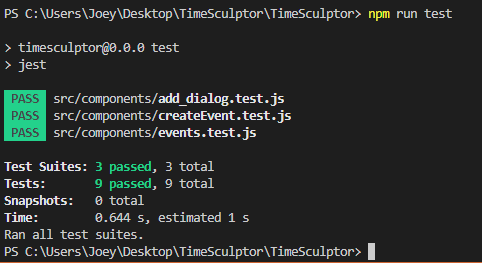 PS C:\Users\Joey\Desktop\TimeSculptor\TimeSculptor> npm run test
> timesculptor@0.0.0 test
> jest
PASS src/components/add_dialog.test.js
PASS src/components/createEvent.test.js
PASS src/components/events.test.js
Test Suites: 3 passed, 3 total
Tests: 9 passed, 9 total
Snapshots: 0 total
Time: 0.644 s, estimated 1 s
Ran all test suites.
PS C:\Users\Joey\Desktop\TimeSculptor\TimeSculptor>